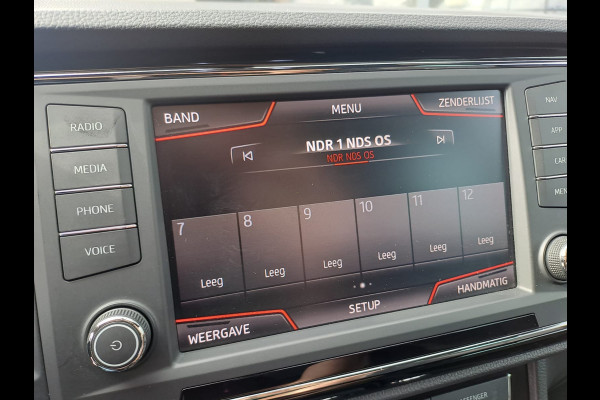 BAND MENU ZENDERLIJST
NDR 1 NDS OS
NDR NDS OS
RADIO
MEDIA
PHONE
VOICE
7 8 9 10 11 12
Leeg Leeg Leeg Leeg Leeg Leeg
WEERGAVE SETUP HANDMATIG
NAV
APP
CAR